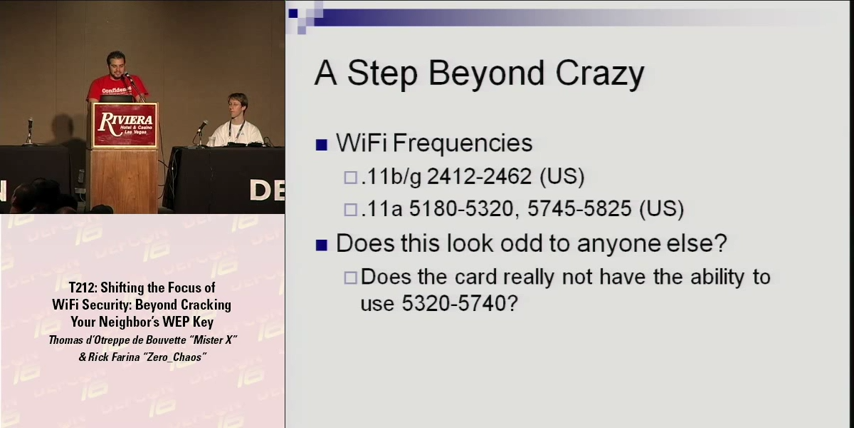 A Step Beyond Crazy
WiFi Frequencies
.11b/g 2412-2462 (US)
.11a 5180-5320, 5745-5825 (US)
Does this look odd to anyone else?
Does the card really not have the ability to
use 5320-5740?
RIVIERA
Hotel & Casino
Las Vegas
DE
T212: Shifting the Focus of
WiFi Security: Beyond Cracking
Your Neighbor's WEP Key
Thomas d'Otreppe de Bouvette "Mister X"
& Rick Farina "Zero_Chaos"